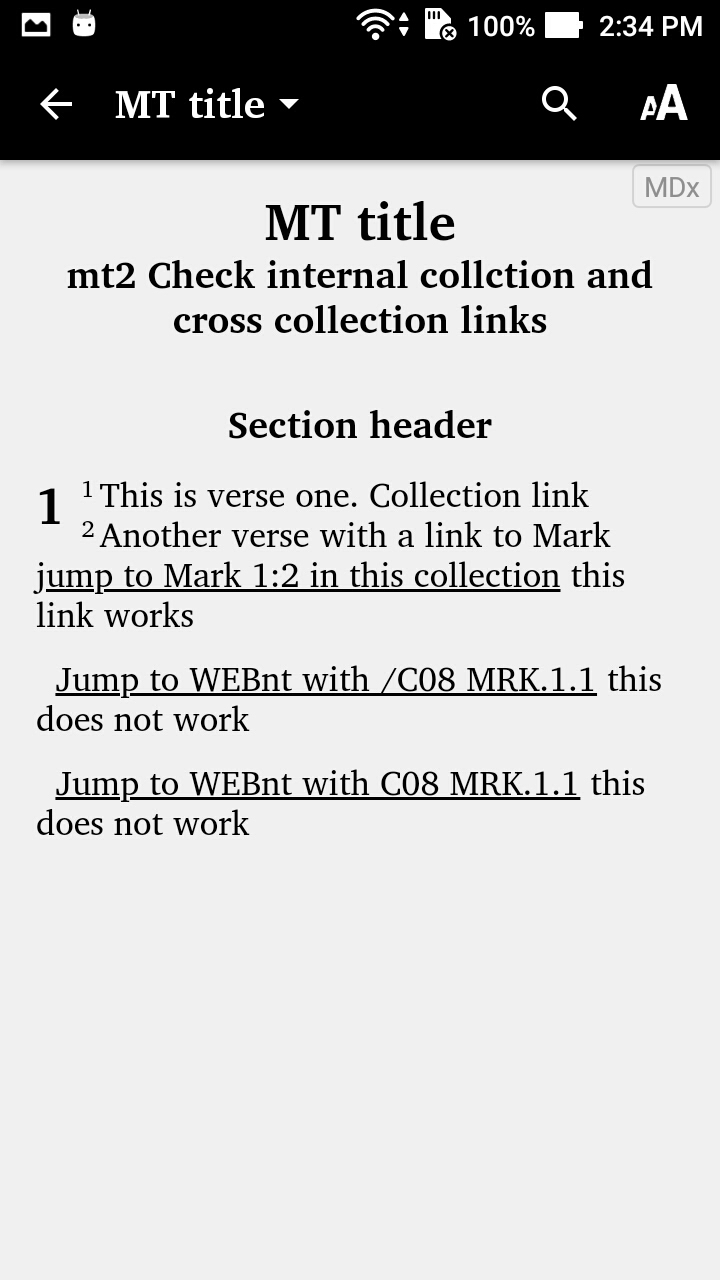 100% 2:34 PM
MT title
MDx
MT title
mt2 Check internal collction and
cross collection links
Section header
1 1 This is verse one. Collection link
2 Another verse with a link to Mark
jump to Mark 1:2 in this collection this
link works
Jump to WEBnt with /C08 MRK.1.1 this
does not work
Jump to WEBnt with C08 MRK.1.1 this
does not work